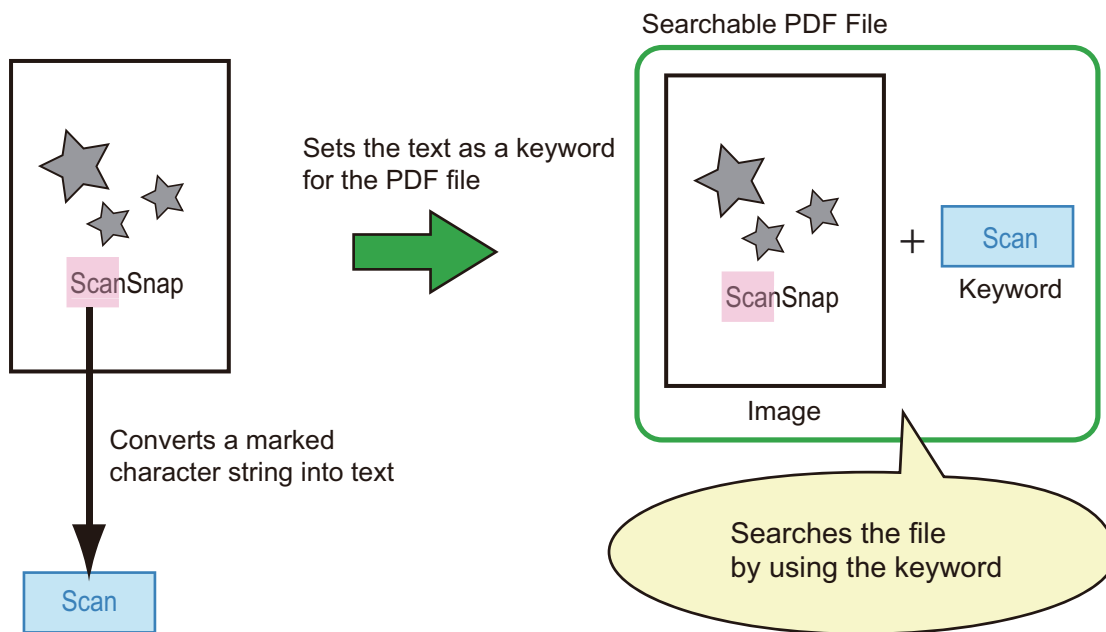 Searchable PDF File
Sets the text as a keyword
for the PDF file
ScanSnap
Converts a marked
character string into text
Scan
ScanSnap
Image
+
Scan
Keyword
Searches the file
by using the keyword